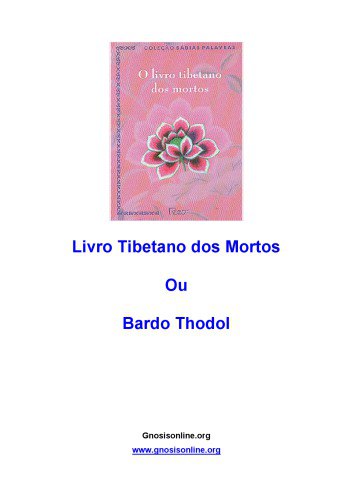 COLEÇÃO SÁBIAS PALAVRAS
O livro tibetano
dos mortos
Livro Tibetano dos Mortos
Ou
Bardo Thodol
Gnosisonline.org
www.gnosisonline.org